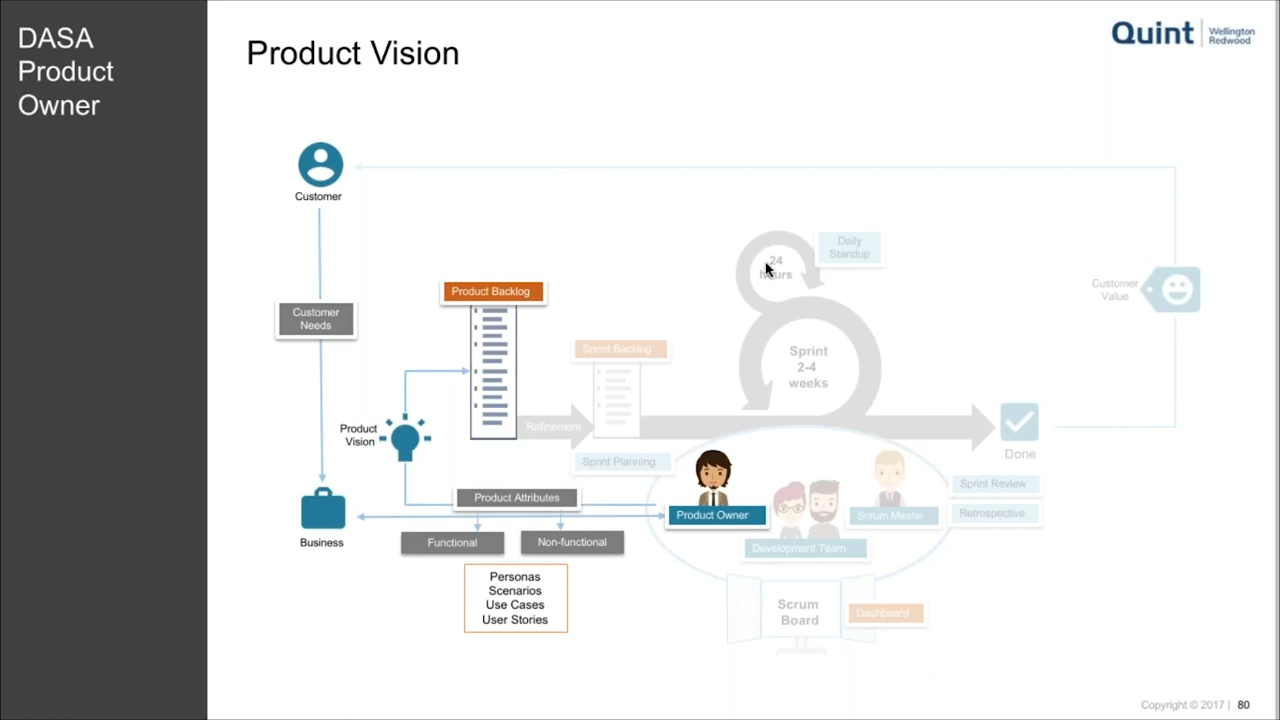 DASA
Product
Owner
Product Vision
Quint
Wellington
Redwood
Customer
Daily
Standup
24
hours
Customer
Value
Product Backlog
Customer
Needs
Sprint Backlog
Sprint
2-4
weeks
Product
Vision
Refinement
Done
Sprint Planning
Sprint Review
Product Attributes
Product Owner
Scrum Master
Retrospective
Business
Functional
Non-functional
Development Team
Personas
Scenarios
Use Cases
User Stories
Scrum
Board
Dashboard
Copyright © 2017 | 80